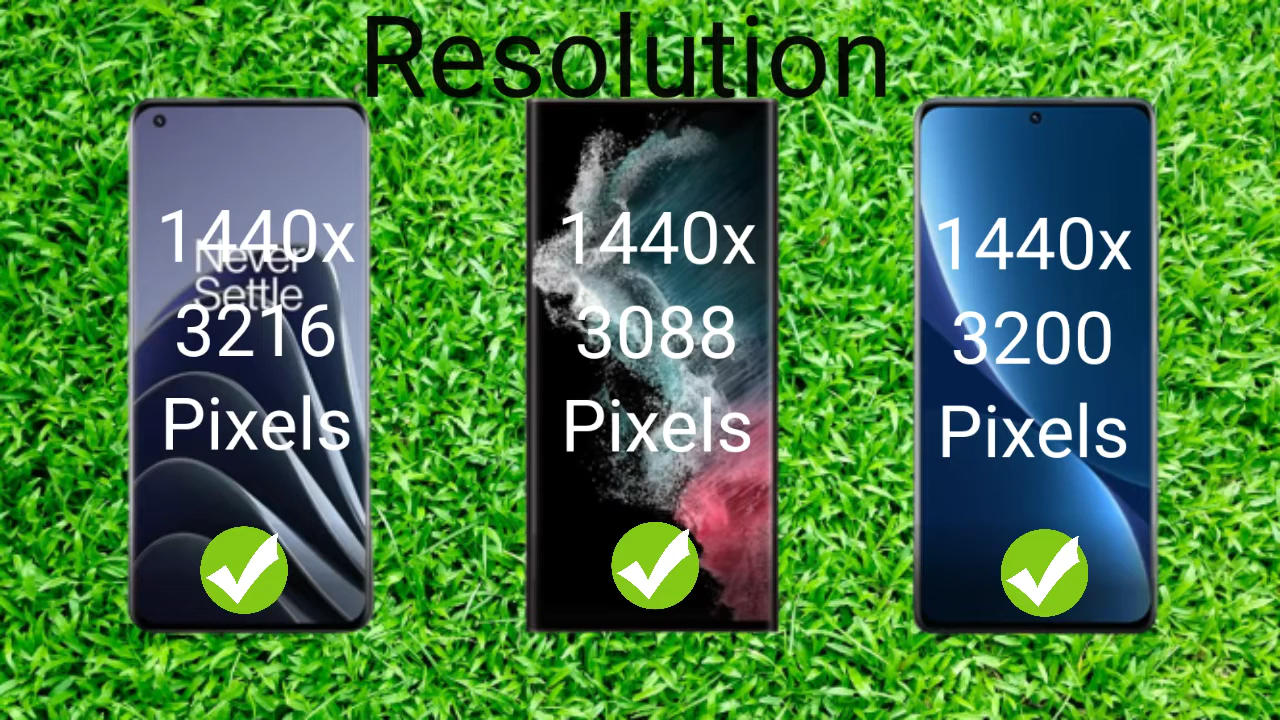 Resolution
1440x
3216
Pixels
Never
Settle
1440x
3088
Pixels
1440x
3200
Pixels